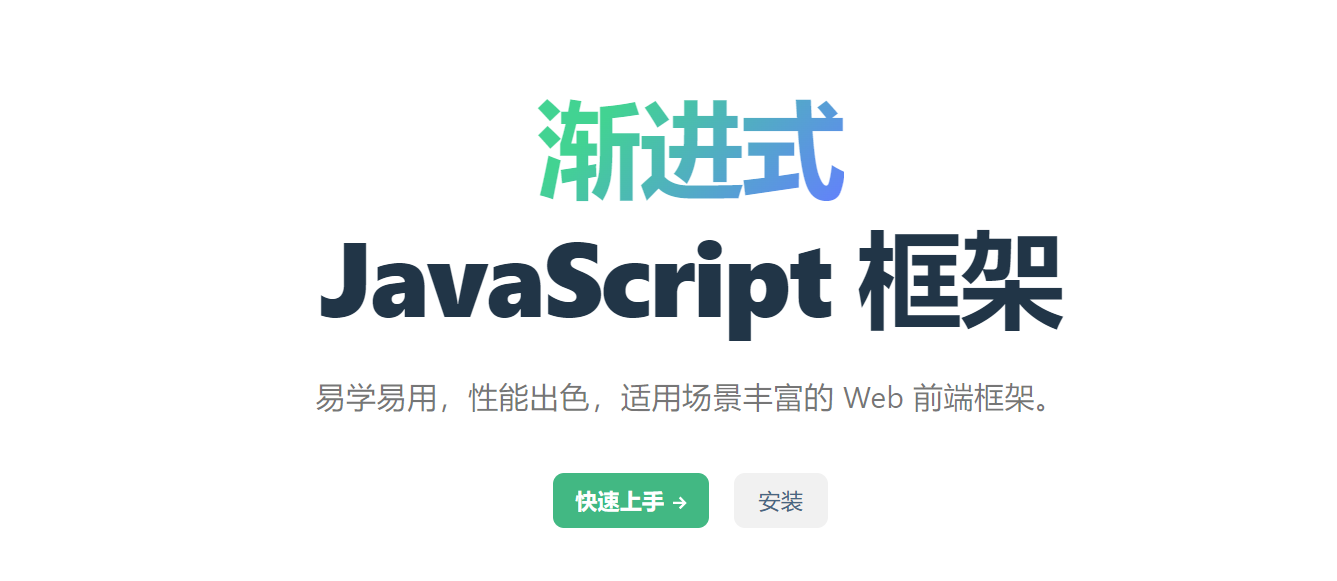 渐进式
JavaScript 框架
易学易用，性能出色，适用场景丰富的 Web 前端框架。
快速上手 →
安装